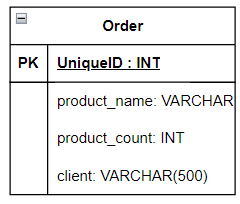 Order
PK UniqueID : INT
product_name: VARCHAR
product_count: INT
client: VARCHAR(500)